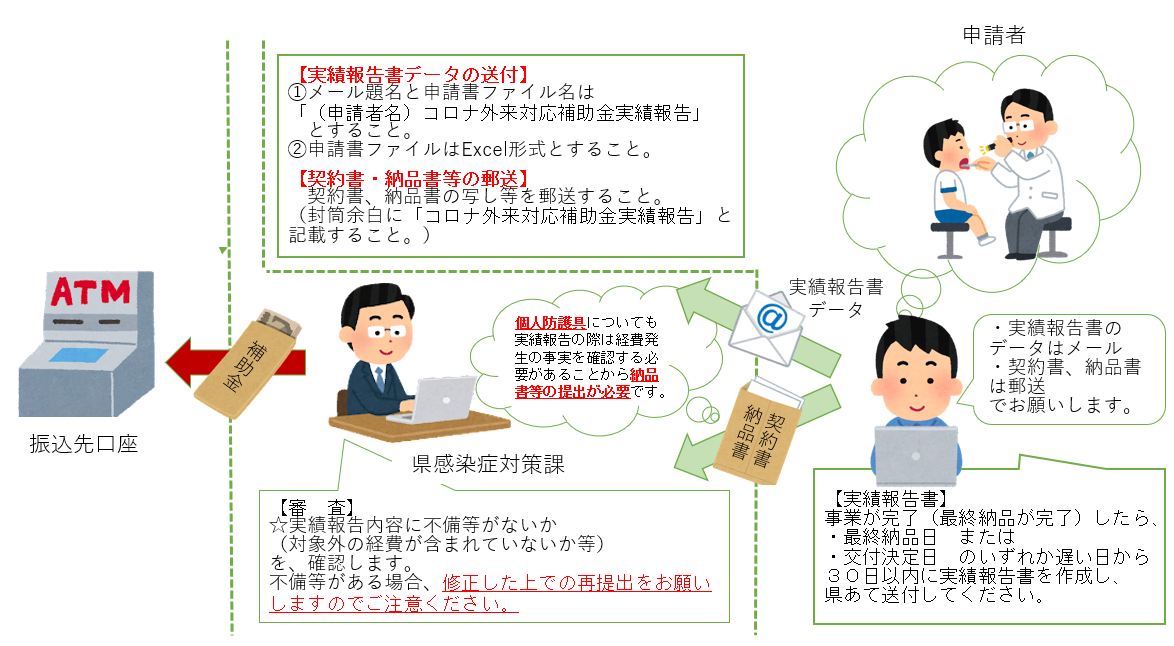 申請者
【実績報告書データの送付】
①メール題名と申請書ファイル名は
「（申請者名）コロナ外来対応補助金実績報告」
とすること。
②申請書ファイルはExcel形式とすること。
【契約書・納品書等の郵送】
契約書、納品書の写し等を郵送すること。
（封筒余白に「コロナ外来対応補助金実績報告」と
記載すること。）
ATM
補助金
振込先口座
個人防護具についても
実績報告の際は経費発
生の事実を確認する必
要があることから納品
書等の提出が必要です。
県感染症対策課
@
実績報告書
データ
契約書
納品書
・実績報告書の
データはメール
・契約書、納品書
は郵送
でお願いします。
【審　査】
☆実績報告内容に不備等がないか
（対象外の経費が含まれていないか等）
を、確認します。
不備等がある場合、修正した上での再提出をお願い
しますのでご注意ください。
【実績報告書】
事業が完了（最終納品が完了）したら、
・最終納品日　または
・交付決定日　のいずれか遅い日から
３０日以内に実績報告書を作成し、
県あて送付してください。